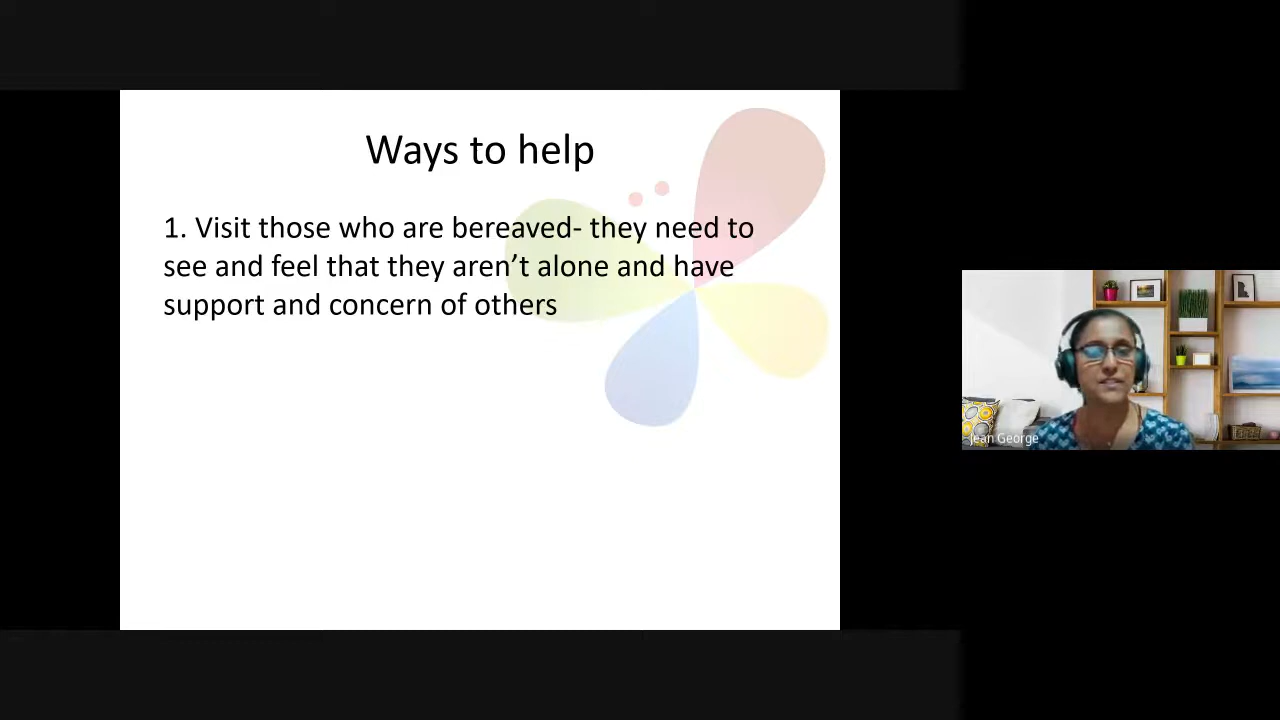 Ways to help
1. Visit those who are bereaved- they need to
see and feel that they aren’t alone and have
support and concern of others
Jean George